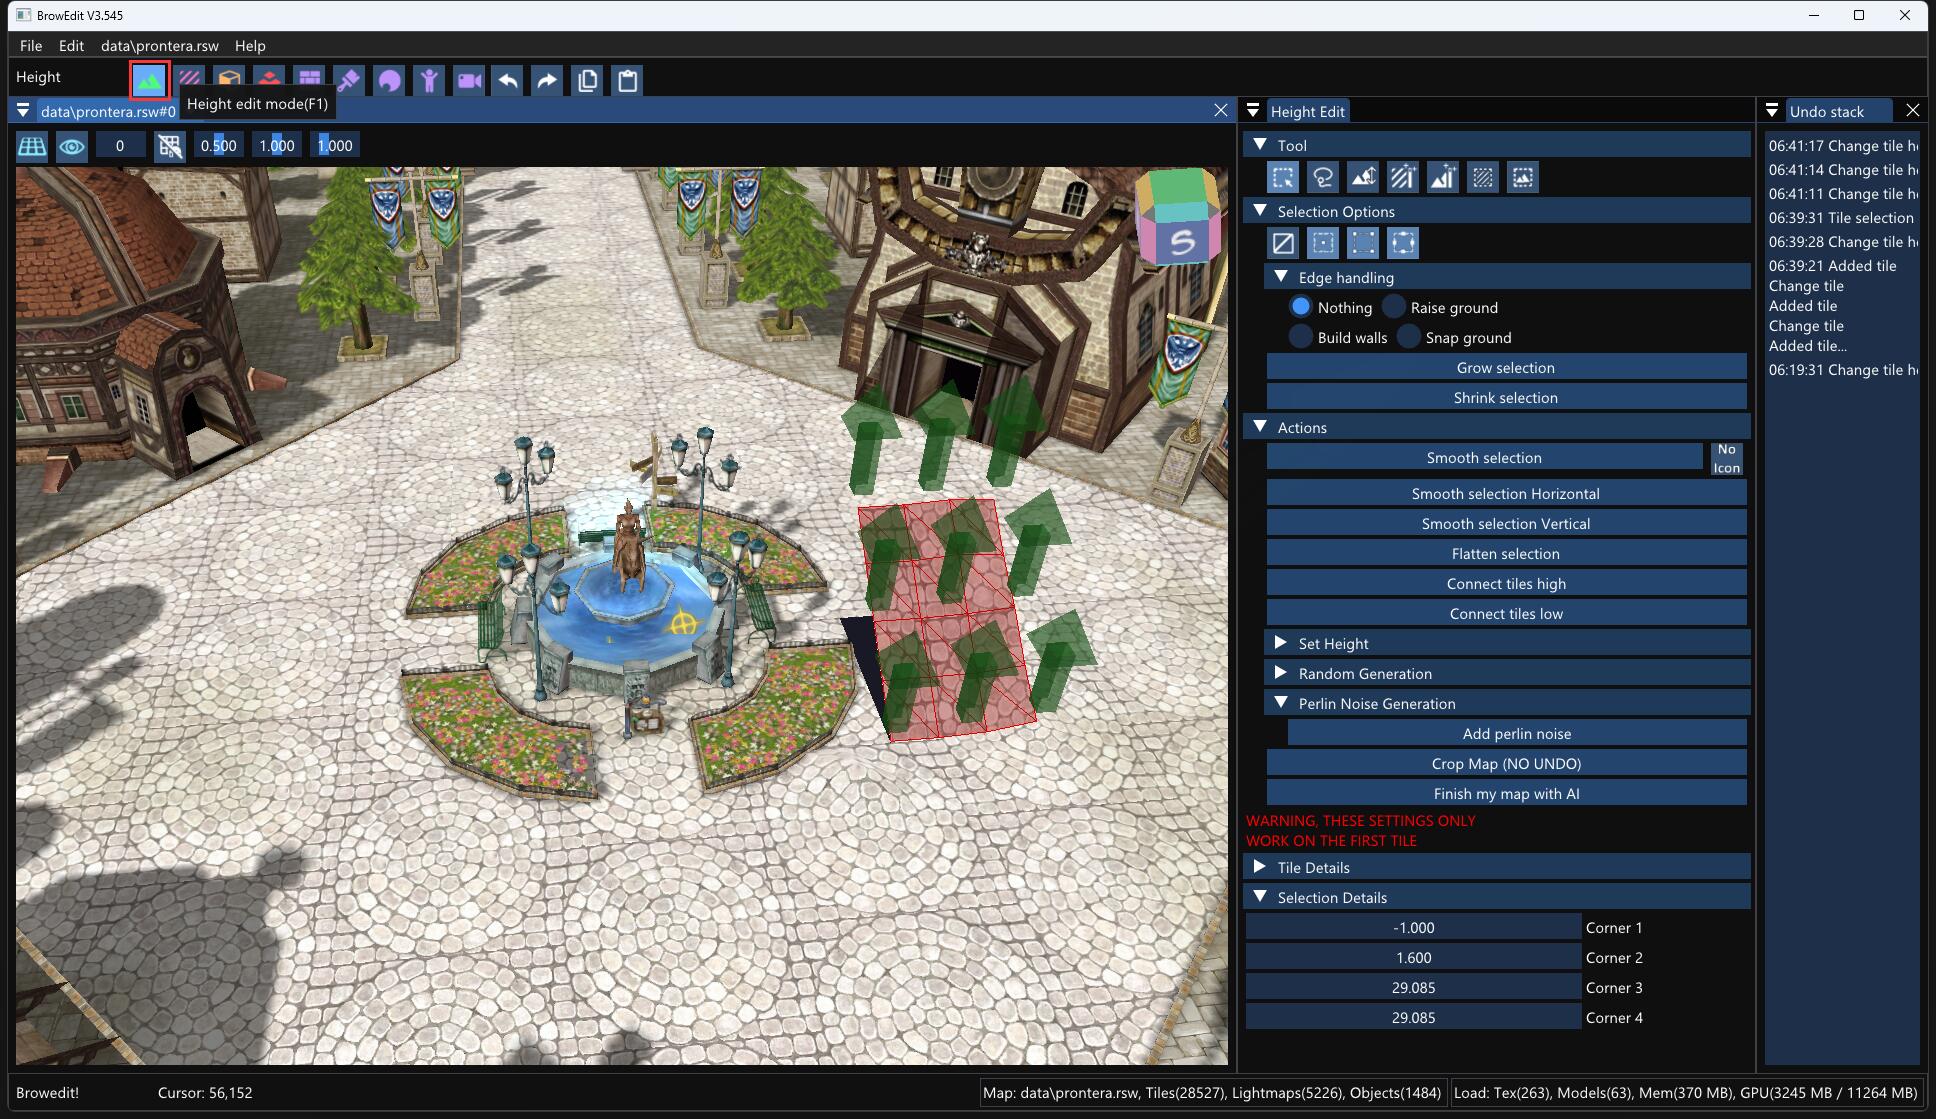 BrowEdit V3.545
File Edit data\prontera.rsw Help
Height
Height edit mode(F1)
data\prontera.rsw#0
0 0.500 1.000 1.000
S
Height Edit
Tool
Selection Options
Edge handling
Nothing Raise ground
Build walls Snap ground
Grow selection
Shrink selection
Actions
Smooth selection No Icon
Smooth selection Horizontal
Smooth selection Vertical
Flatten selection
Connect tiles high
Connect tiles low
Set Height
Random Generation
Perlin Noise Generation
Add perlin noise
Crop Map (NO UNDO)
Finish my map with AI
WARNING, THESE SETTINGS ONLY
WORK ON THE FIRST TILE
Tile Details
Selection Details
-1.000 Corner 1
1.600 Corner 2
29.085 Corner 3
29.085 Corner 4
Undo stack
06:41:17 Change tile h
06:41:14 Change tile h
06:41:11 Change tile h
06:39:31 Tile selection
06:39:28 Change tile h
06:39:21 Added tile
Change tile
Added tile
Change tile
Added tile...
06:19:31 Change tile h
Browedit! Cursor: 56,152
Map: data\prontera.rsw, Tiles(28527), Lightmaps(5226), Objects(1484)
Load: Tex(263), Models(63), Mem(370 MB), GPU(3245 MB / 11264 MB)